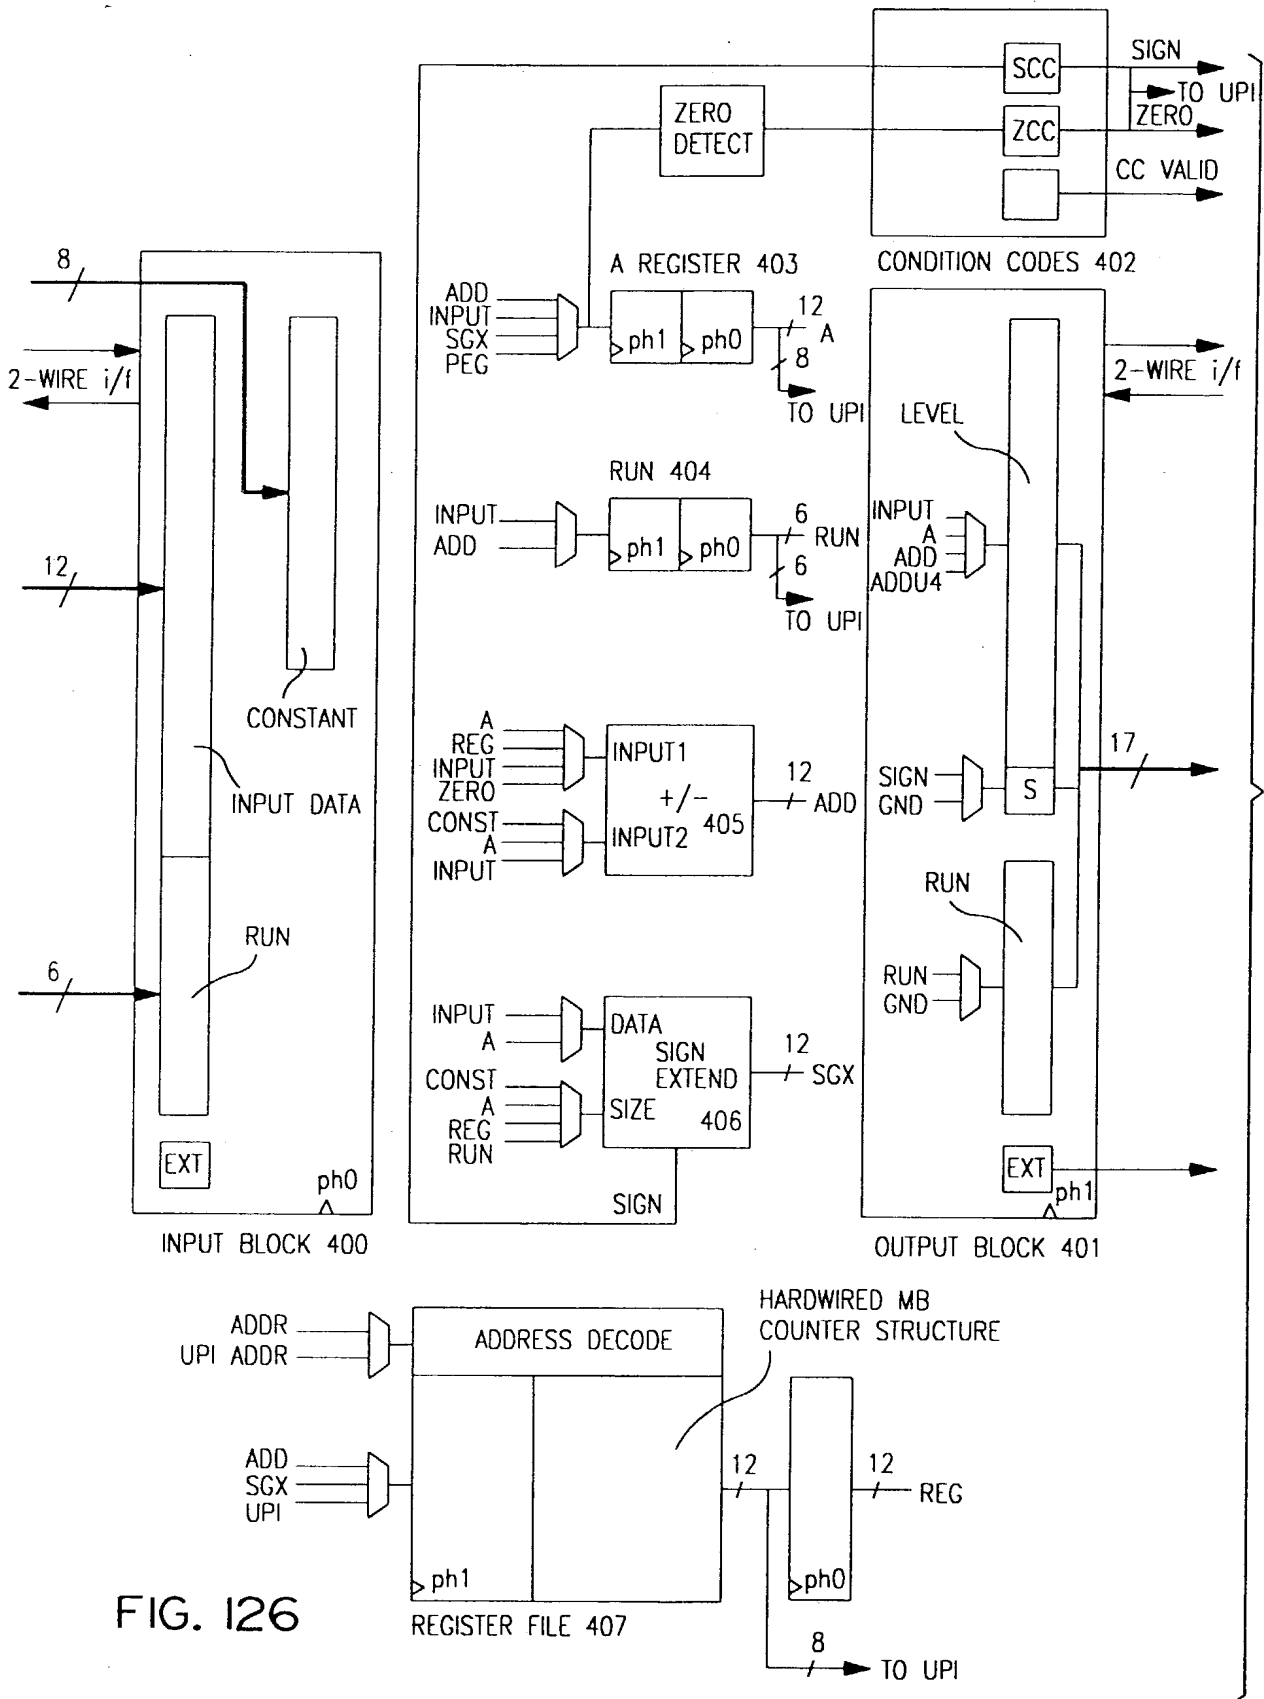 SCC
SIGN
TO UPI
ZERO DETECT
ZCC
ZERO
CC VALID
CONDITION CODES 402
8
12
2-WIRE i/f
6
CONSTANT
INPUT DATA
RUN
EXT
ph0
INPUT BLOCK 400
A REGISTER 403
ADD
INPUT
SGX
PEG
ph1
ph0
12
A
8
TO UPI
RUN 404
INPUT
ADD
ph1
ph0
6
RUN
6
TO UPI
A
REG
INPUT
ZERO
CONST
A
INPUT
INPUT1
+/-
405
INPUT2
12
ADD
INPUT
A
CONST
A
REG
RUN
DATA
SIGN
EXTEND
SIZE
406
12
SGX
SIGN
LEVEL
INPUT
A
ADD
ADDU4
SIGN
GND
S
RUN
RUN
GND
EXT
ph1
2-WIRE i/f
17
OUTPUT BLOCK 401
HARDWIRED MB
COUNTER STRUCTURE
ADDR
UPI ADDR
ADDRESS DECODE
ADD
SGX
UPI
ph1
12
12
REG
ph0
8
TO UPI
REGISTER FILE 407
FIG. 126